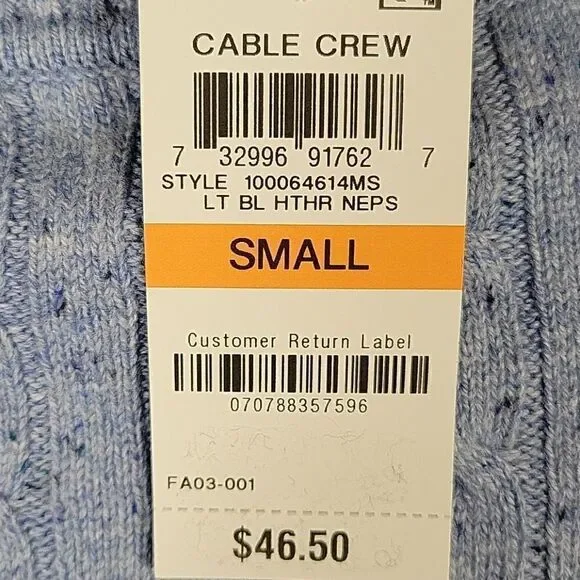 TM
CABLE CREW
7 32996 91762 7
STYLE 100064614MS
LT BL HTHR NEPS
SMALL
Customer Return Label
070788357596
FA03-001
$46.50